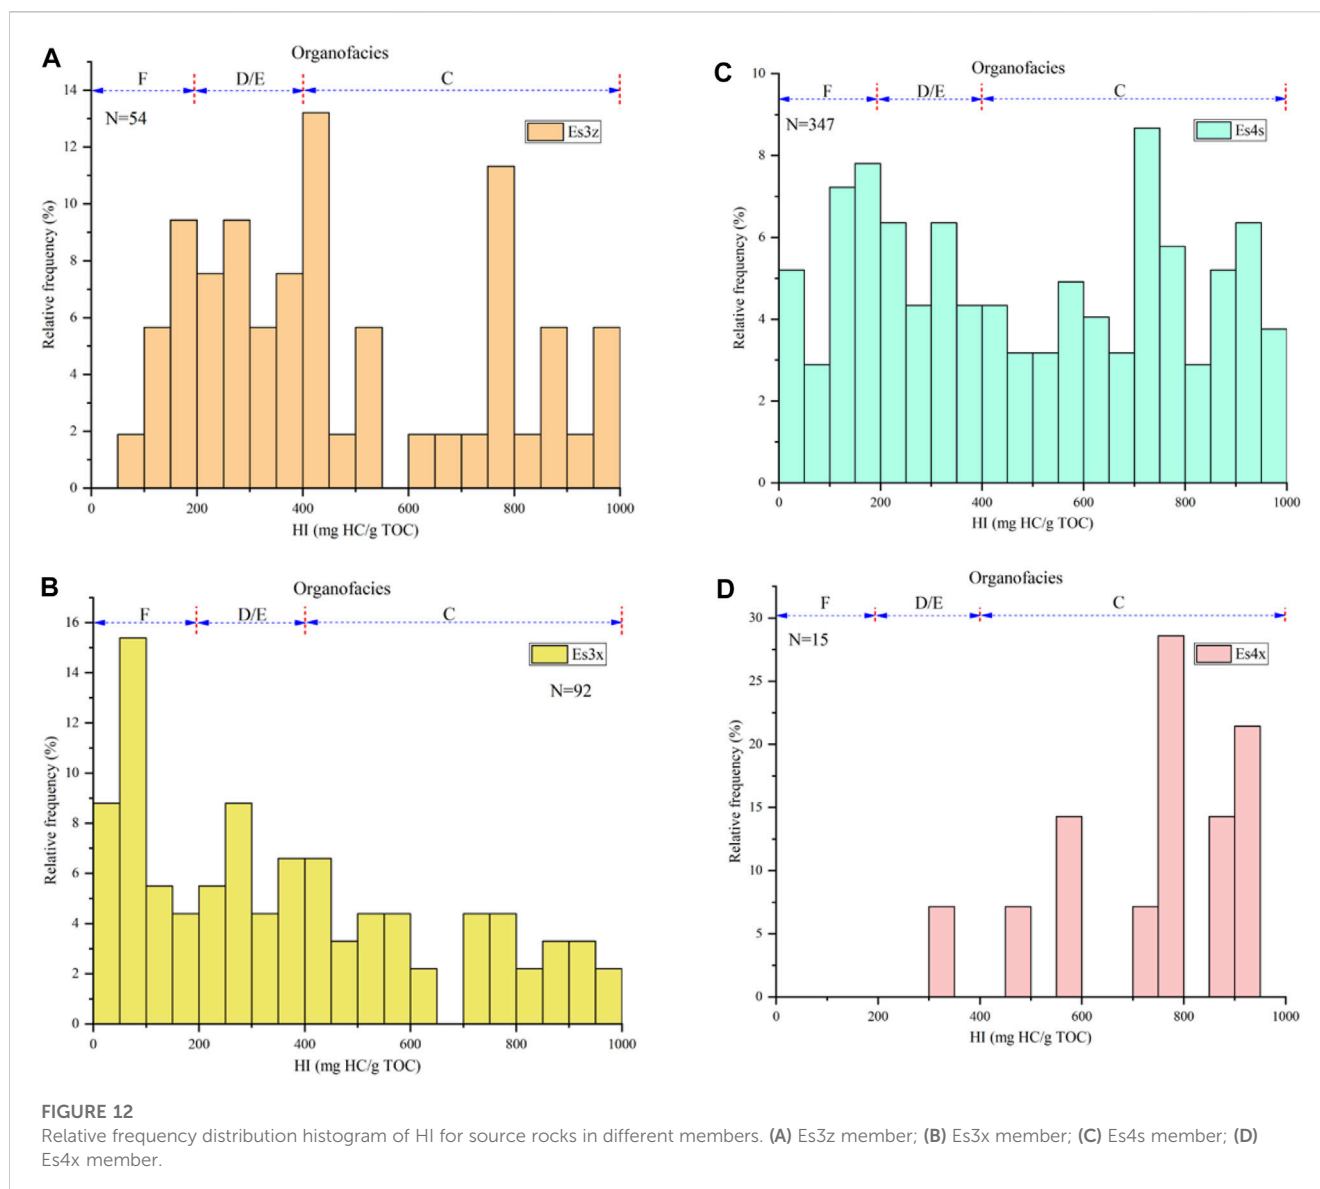 A
Organofacies
F D/E C
N=54
Es3z
14
12
10
8
6
4
2
0
Relative frequency (%)
0 200 400 600 800 1000
HI (mg HC/g TOC)
C
Organofacies
F D/E C
N=347
Es4s
10
8
6
4
2
0
Relative frequency (%)
0 200 400 600 800 1000
HI (mg HC/g TOC)
B
Organofacies
F D/E C
Es3x
N=92
16
14
12
10
8
6
4
2
0
Relative frequency (%)
0 200 400 600 800 1000
HI (mg HC/g TOC)
D
Organofacies
F D/E C
N=15
Es4x
30
25
20
15
10
5
0
Relative frequency (%)
0 200 400 600 800 1000
HI (mg HC/g TOC)
FIGURE 12
Relative frequency distribution histogram of HI for source rocks in different members. (A) Es3z member; (B) Es3x member; (C) Es4s member; (D)
Es4x member.